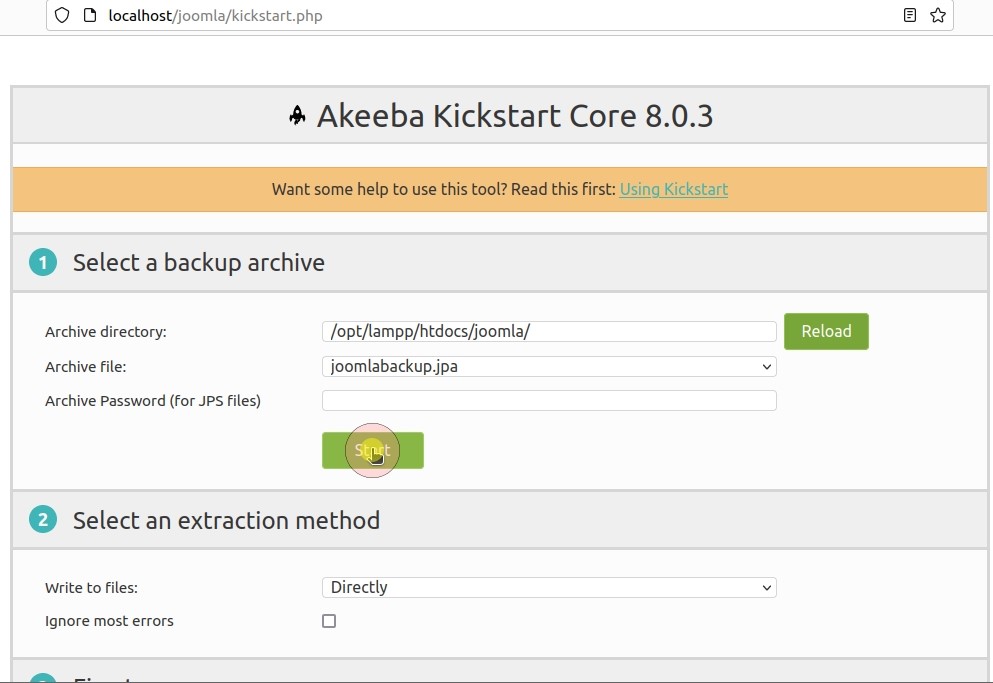 localhost/joomla/kickstart.php
Akeeba Kickstart Core 8.0.3
Want some help to use this tool? Read this first: Using Kickstart
1 Select a backup archive
Archive directory: /opt/lampp/htdocs/joomla/ Reload
Archive file: joomlabackup.jpa
Archive Password (for JPS files)
Start
2 Select an extraction method
Write to files: Directly
Ignore most errors